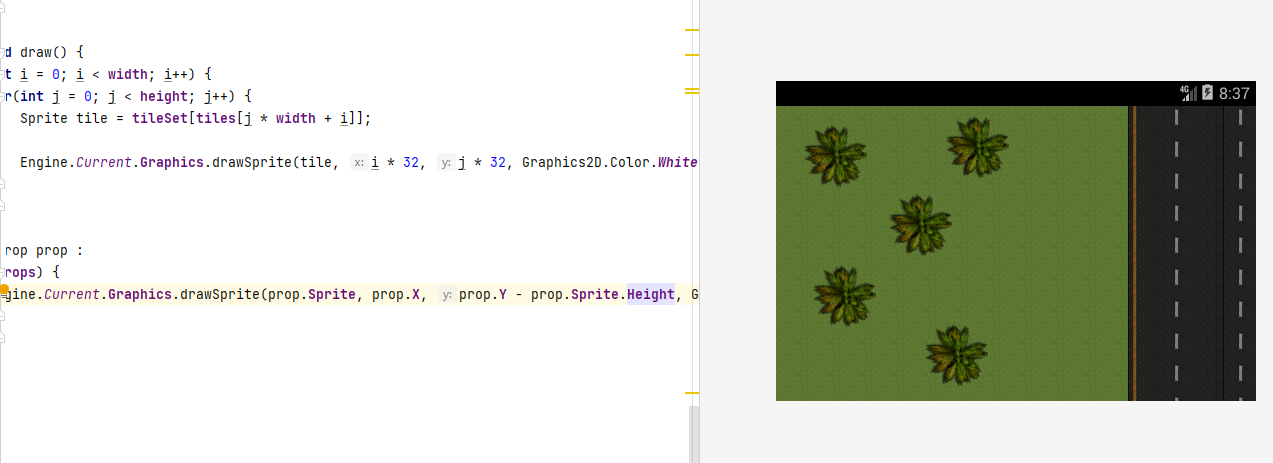 d draw() {
t i = 0; i < width; i++) {
r(int j = 0; j < height; j++) {
Sprite tile = tileSet[tiles[j * width + i]];
Engine.Current.Graphics.drawSprite(tile, x: i * 32, y: j * 32, Graphics2D.Color.White
rop prop :
rops) {
gine.Current.Graphics.drawSprite(prop.Sprite, prop.X, y: prop.Y - prop.Sprite.Height, G
4G 8:37